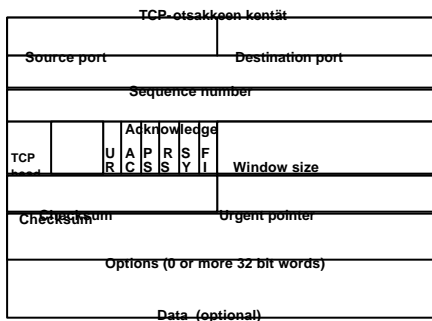 TCP-otsakkeen kentät
Source port Destination port
Sequence number
Acknowledge
TCP U A P R S F
R C S S Y I Window size
Checksum Urgent pointer
Checksum
Options (0 or more 32 bit words)
Data (optional)